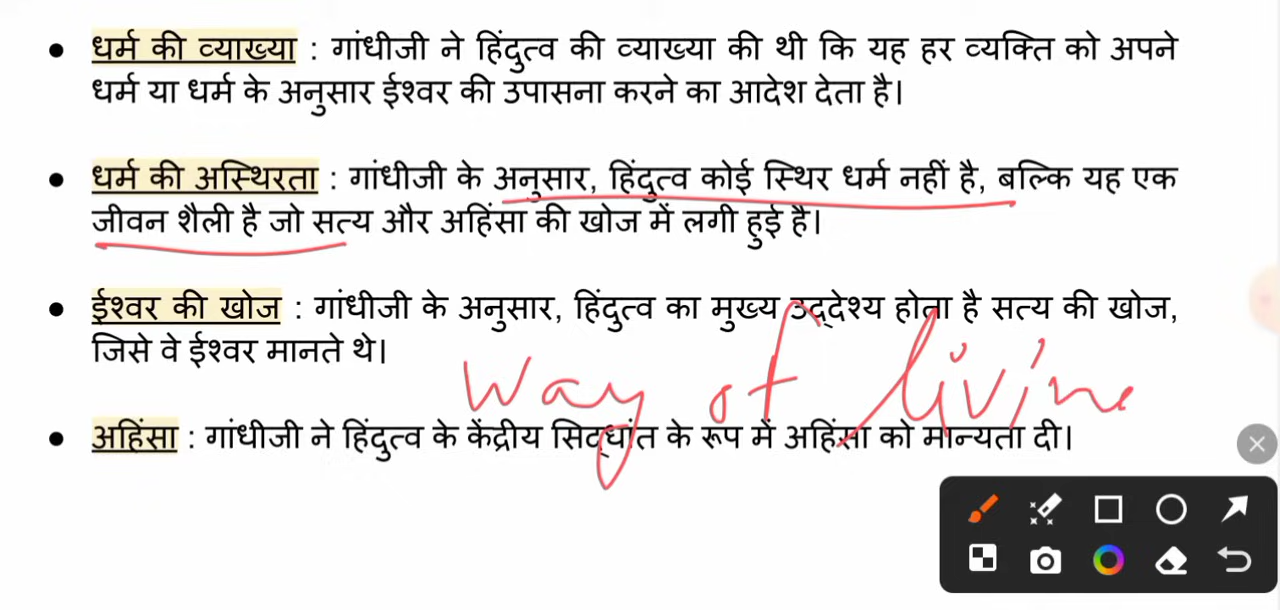 ● धर्म की व्याख्या : गांधीजी ने हिंदुत्व की व्याख्या की थी कि यह हर व्यक्ति को अपने
धर्म या धर्म के अनुसार ईश्वर की उपासना करने का आदेश देता है।
● धर्म की अस्थिरता : गांधीजी के अनुसार, हिंदुत्व कोई स्थिर धर्म नहीं है, बल्कि यह एक
जीवन शैली है जो सत्य और अहिंसा की खोज में लगी हुई है।
● ईश्वर की खोज : गांधीजी के अनुसार, हिंदुत्व का मुख्य उद्देश्य होता है सत्य की खोज,
जिसे वे ईश्वर मानते थे।
way of living
● अहिंसा : गांधीजी ने हिंदुत्व के केंद्रीय सिद्धांत के रूप में अहिंसा को मान्यता दी।